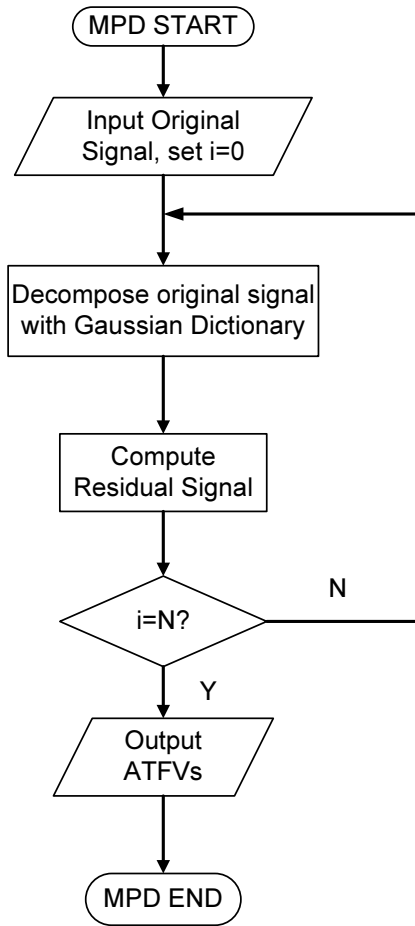 MPD START
Input Original
Signal, set i=0
Decompose original signal
with Gaussian Dictionary
Compute
Residual Signal
i=N?
N
Y
Output
ATFVs
MPD END